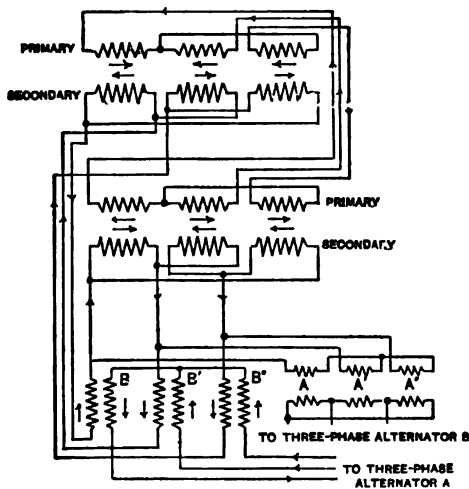 PRIMARY
SECONDARY
PRIMARY
SECONDARY
B B' B"
A A' A"
TO THREE-PHASE ALTERNATOR B
TO THREE-PHASE
ALTERNATOR A